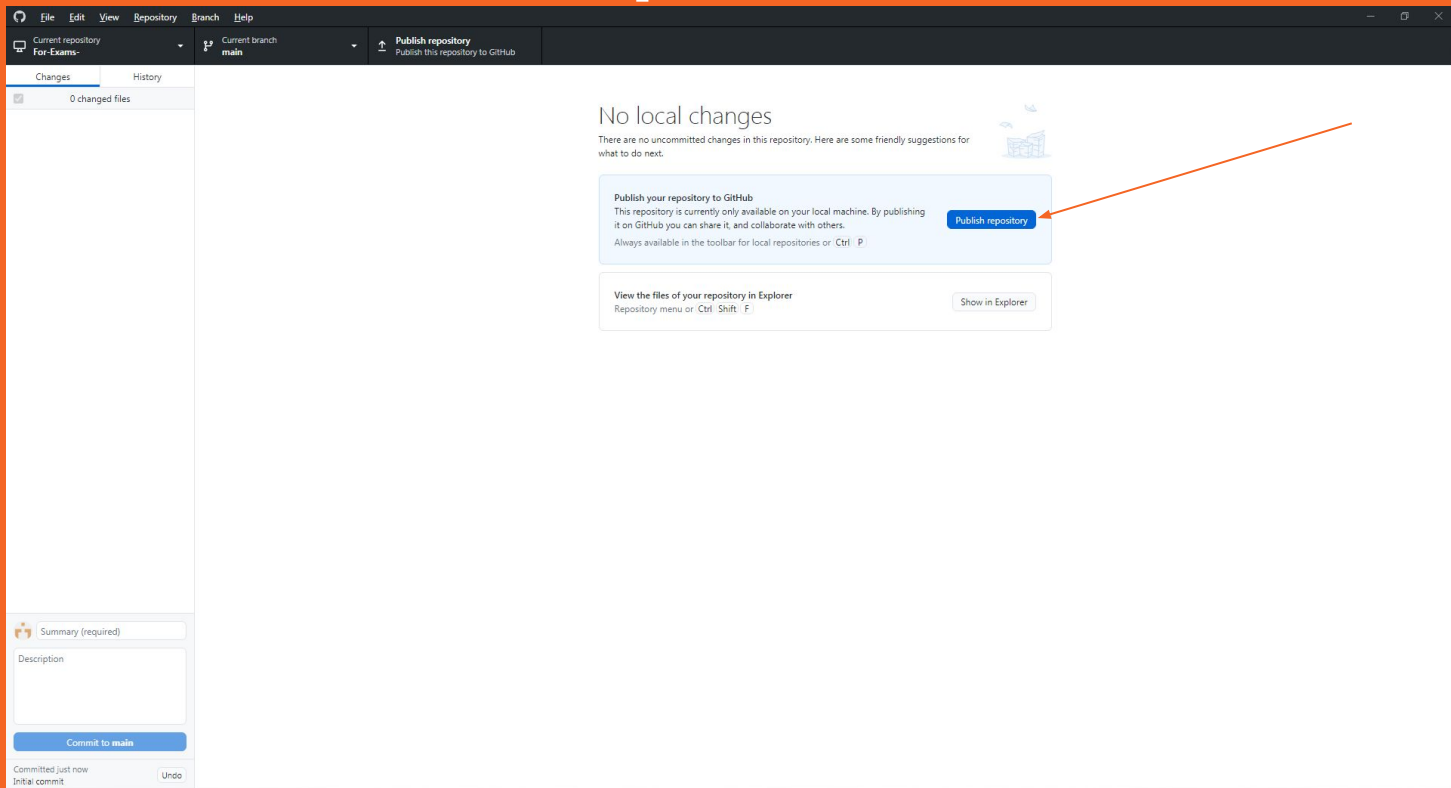 File Edit View Repository Branch Help
Current repository
For-Exams-
Current branch
main
Publish repository
Publish this repository to GitHub
Changes History
0 changed files
No local changes
There are no uncommitted changes in this repository. Here are some friendly suggestions for
what to do next.
Publish your repository to GitHub
This repository is currently only available on your local machine. By publishing
it on GitHub you can share it, and collaborate with others.
Always available in the toolbar for local repositories or Ctrl P
Publish repository
View the files of your repository in Explorer
Repository menu or Ctrl Shift F
Show in Explorer
Summary (required)
Description
Commit to main
Committed just now
Initial commit
Undo